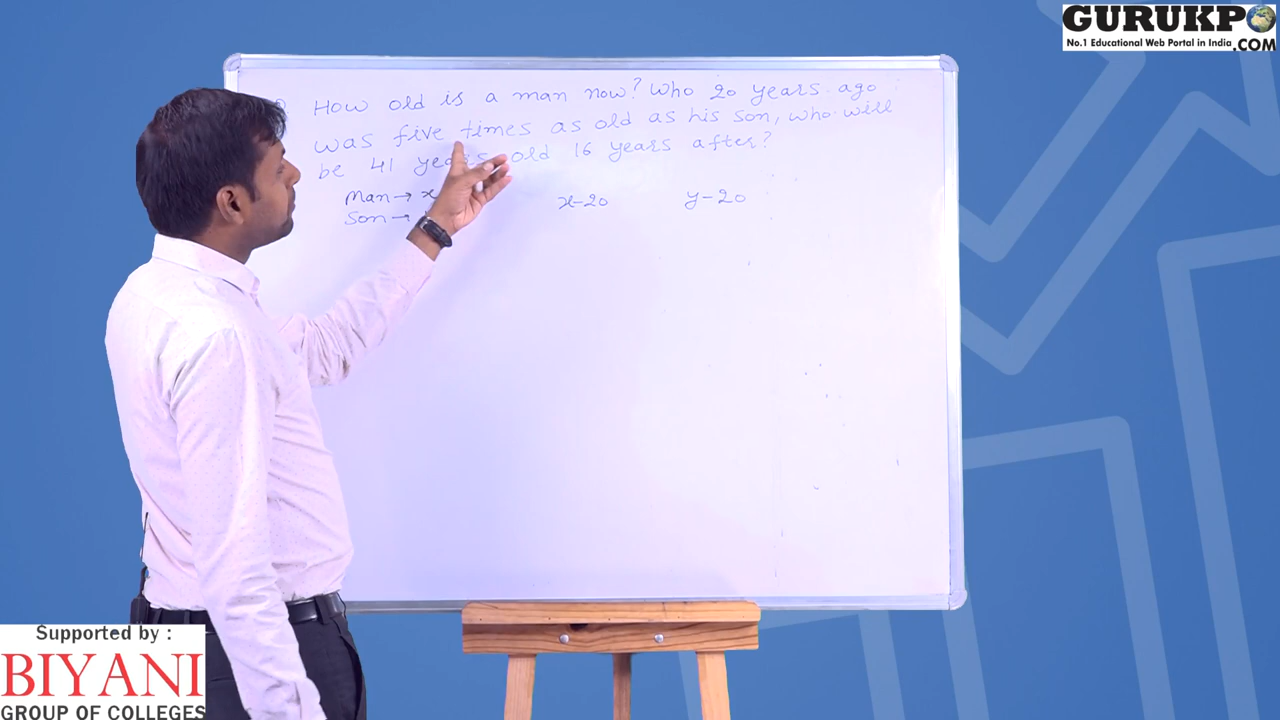 GURUKPO
No.1 Educational Web Portal in India .COM
How old is a man now? Who 20 years ago
was five times as old as his son, who will
be 41 years old 16 years after?
Man → x
Son →
x-20 y-20
Supported by :
BIYANI
GROUP OF COLLEGES